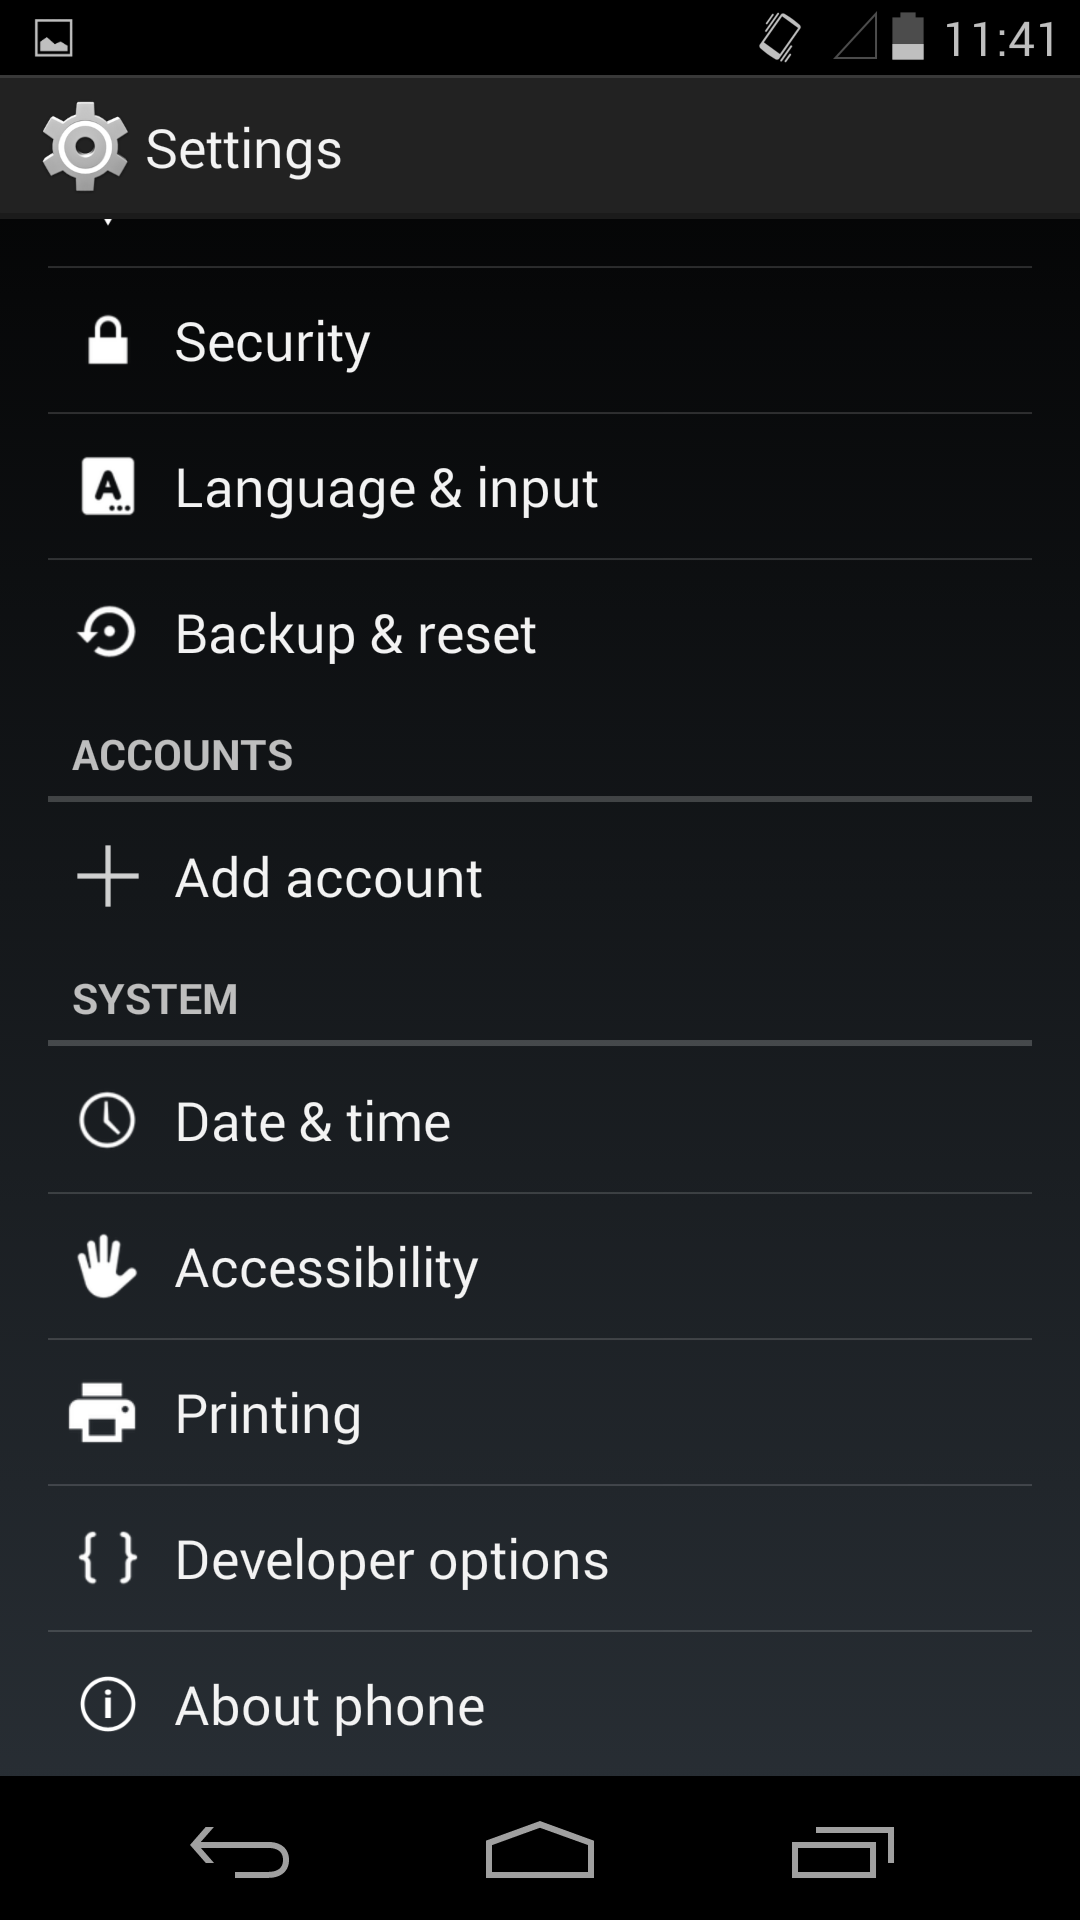 11:41
Settings
Security
Language & input
Backup & reset
ACCOUNTS
Add account
SYSTEM
Date & time
Accessibility
Printing
Developer options
About phone